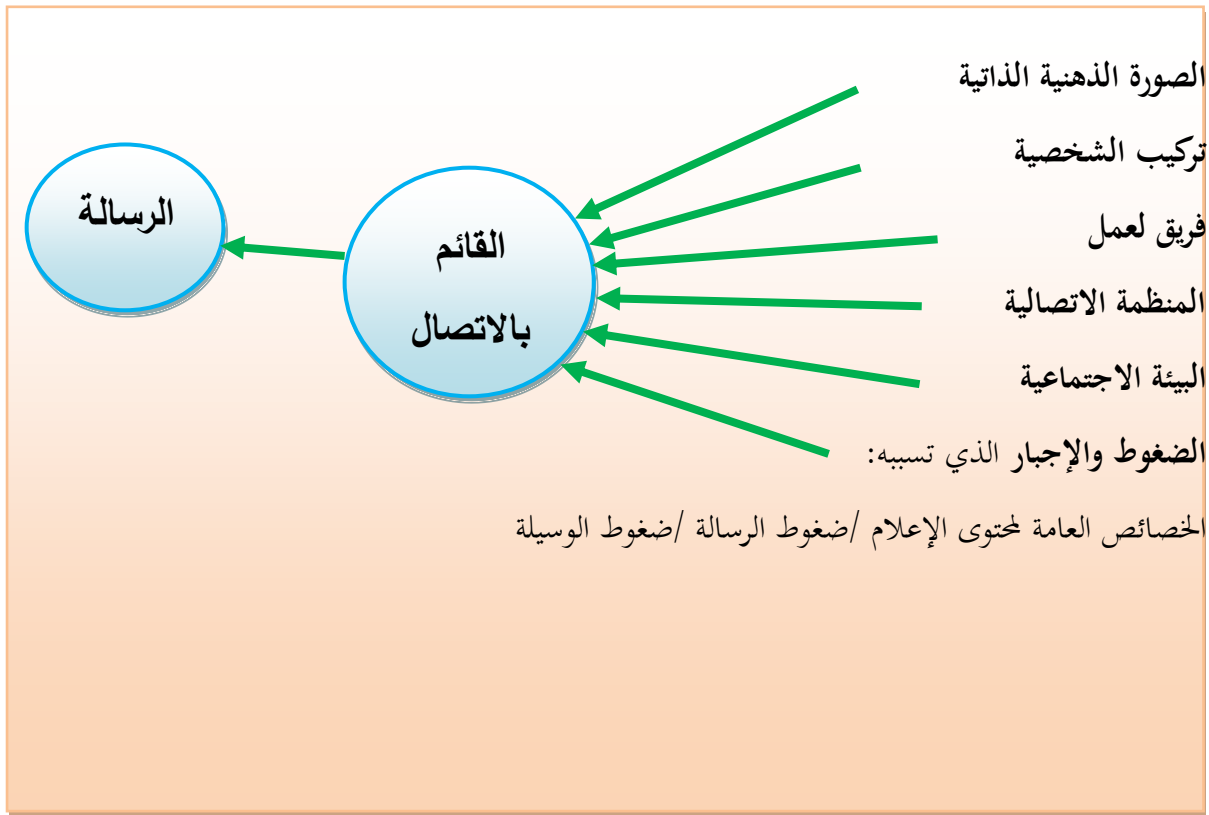 الصورة الذهنية الذاتية
تركيب الشخصية
فريق لعمل
المنظمة الاتصالية
البيئة الاجتماعية
الضغوط والإجبار الذي تسببه:
الخصائص العامة لمحتوى الإعلام /ضغوط الرسالة /ضغوط الوسيلة
القائم
بالاتصال
الرسالة